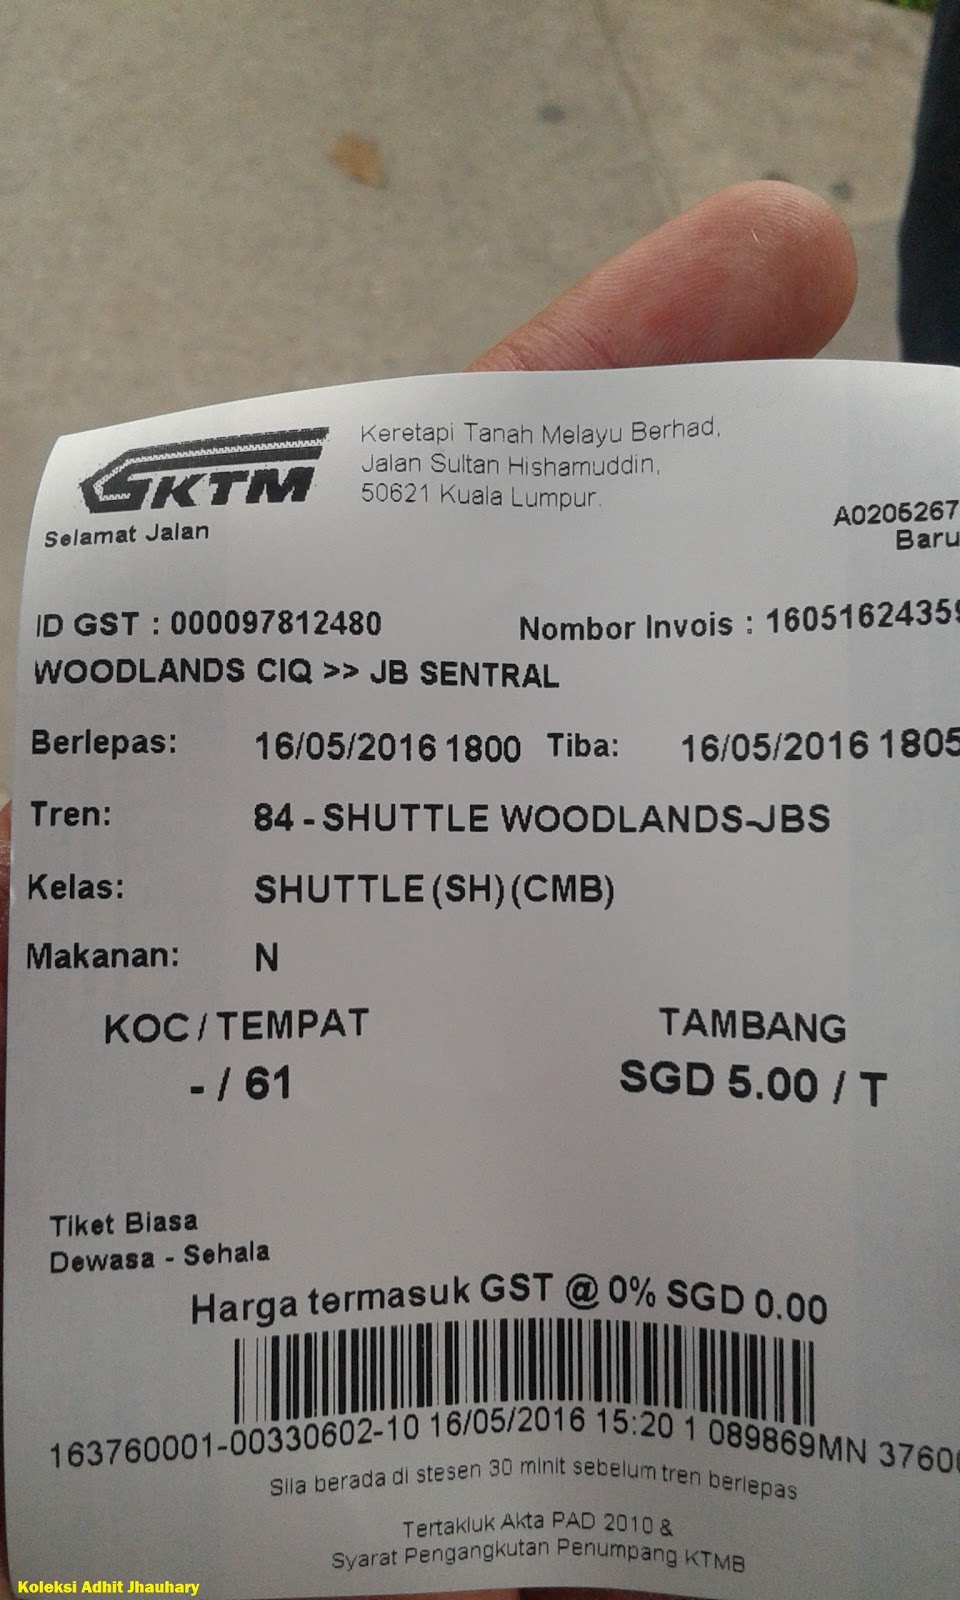 KTM
Selamat Jalan
Keretapi Tanah Melayu Berhad,
Jalan Sultan Hishamuddin,
50621 Kuala Lumpur.
A0205267
Baru
ID GST : 000097812480
Nombor Invois : 16051624359
WOODLANDS CIQ >> JB SENTRAL
Berlepas: 16/05/2016 1800 Tiba: 16/05/2016 1805
Tren: 84 - SHUTTLE WOODLANDS-JBS
Kelas: SHUTTLE (SH) (CMB)
Makanan: N
KOC / TEMPAT
- / 61
TAMBANG
SGD 5.00 / T
Tiket Biasa
Dewasa - Sehala
Harga termasuk GST @ 0% SGD 0.00
163760001-00330602-10 16/05/2016 15:20 1 089869MN 3760
Sila berada di stesen 30 minit sebelum tren berlepas
Tertakluk Akta PAD 2010 &
Syarat Pengangkutan Penumpang KTMB
Koleksi Adhit Jhauhary